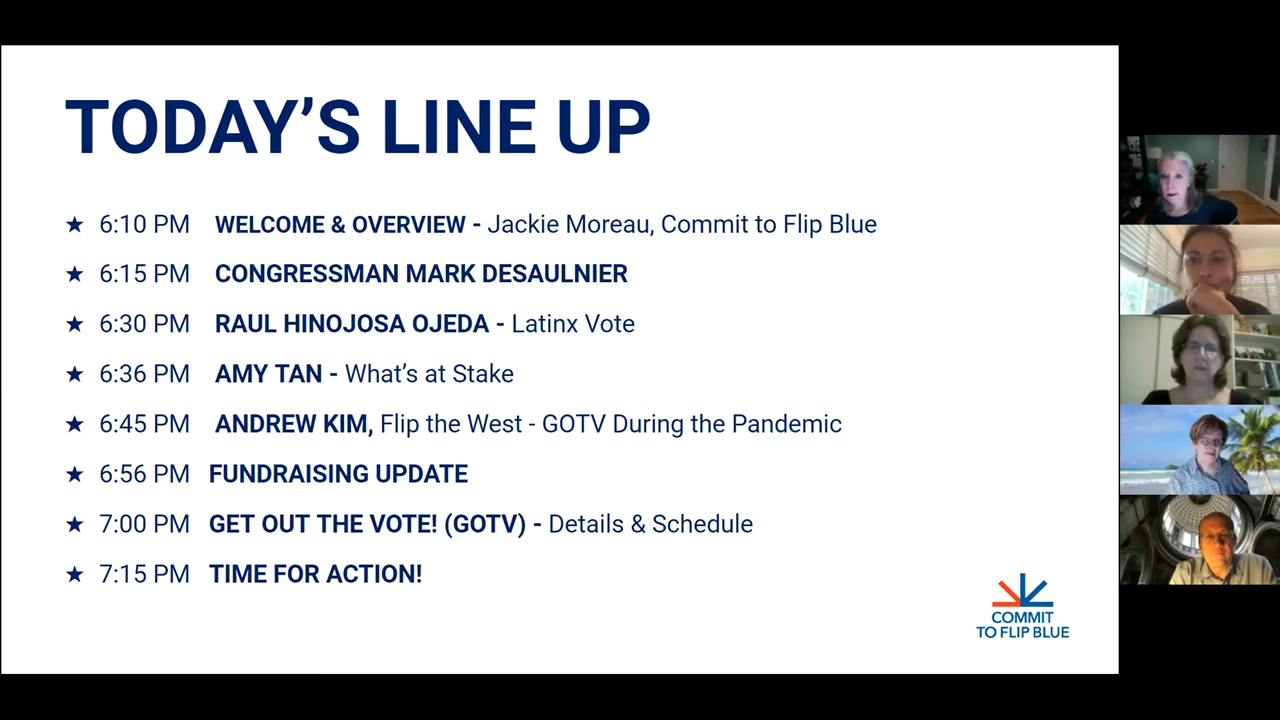 TODAY'S LINE UP
★ 6:10 PM WELCOME & OVERVIEW - Jackie Moreau, Commit to Flip Blue
★ 6:15 PM CONGRESSMAN MARK DESAULNIER
★ 6:30 PM RAUL HINOJOSA OJEDA - Latinx Vote
★ 6:36 PM AMY TAN - What's at Stake
★ 6:45 PM ANDREW KIM, Flip the West - GOTV During the Pandemic
★ 6:56 PM FUNDRAISING UPDATE
★ 7:00 PM GET OUT THE VOTE! (GOTV) - Details & Schedule
★ 7:15 PM TIME FOR ACTION!
COMMIT
TO FLIP BLUE